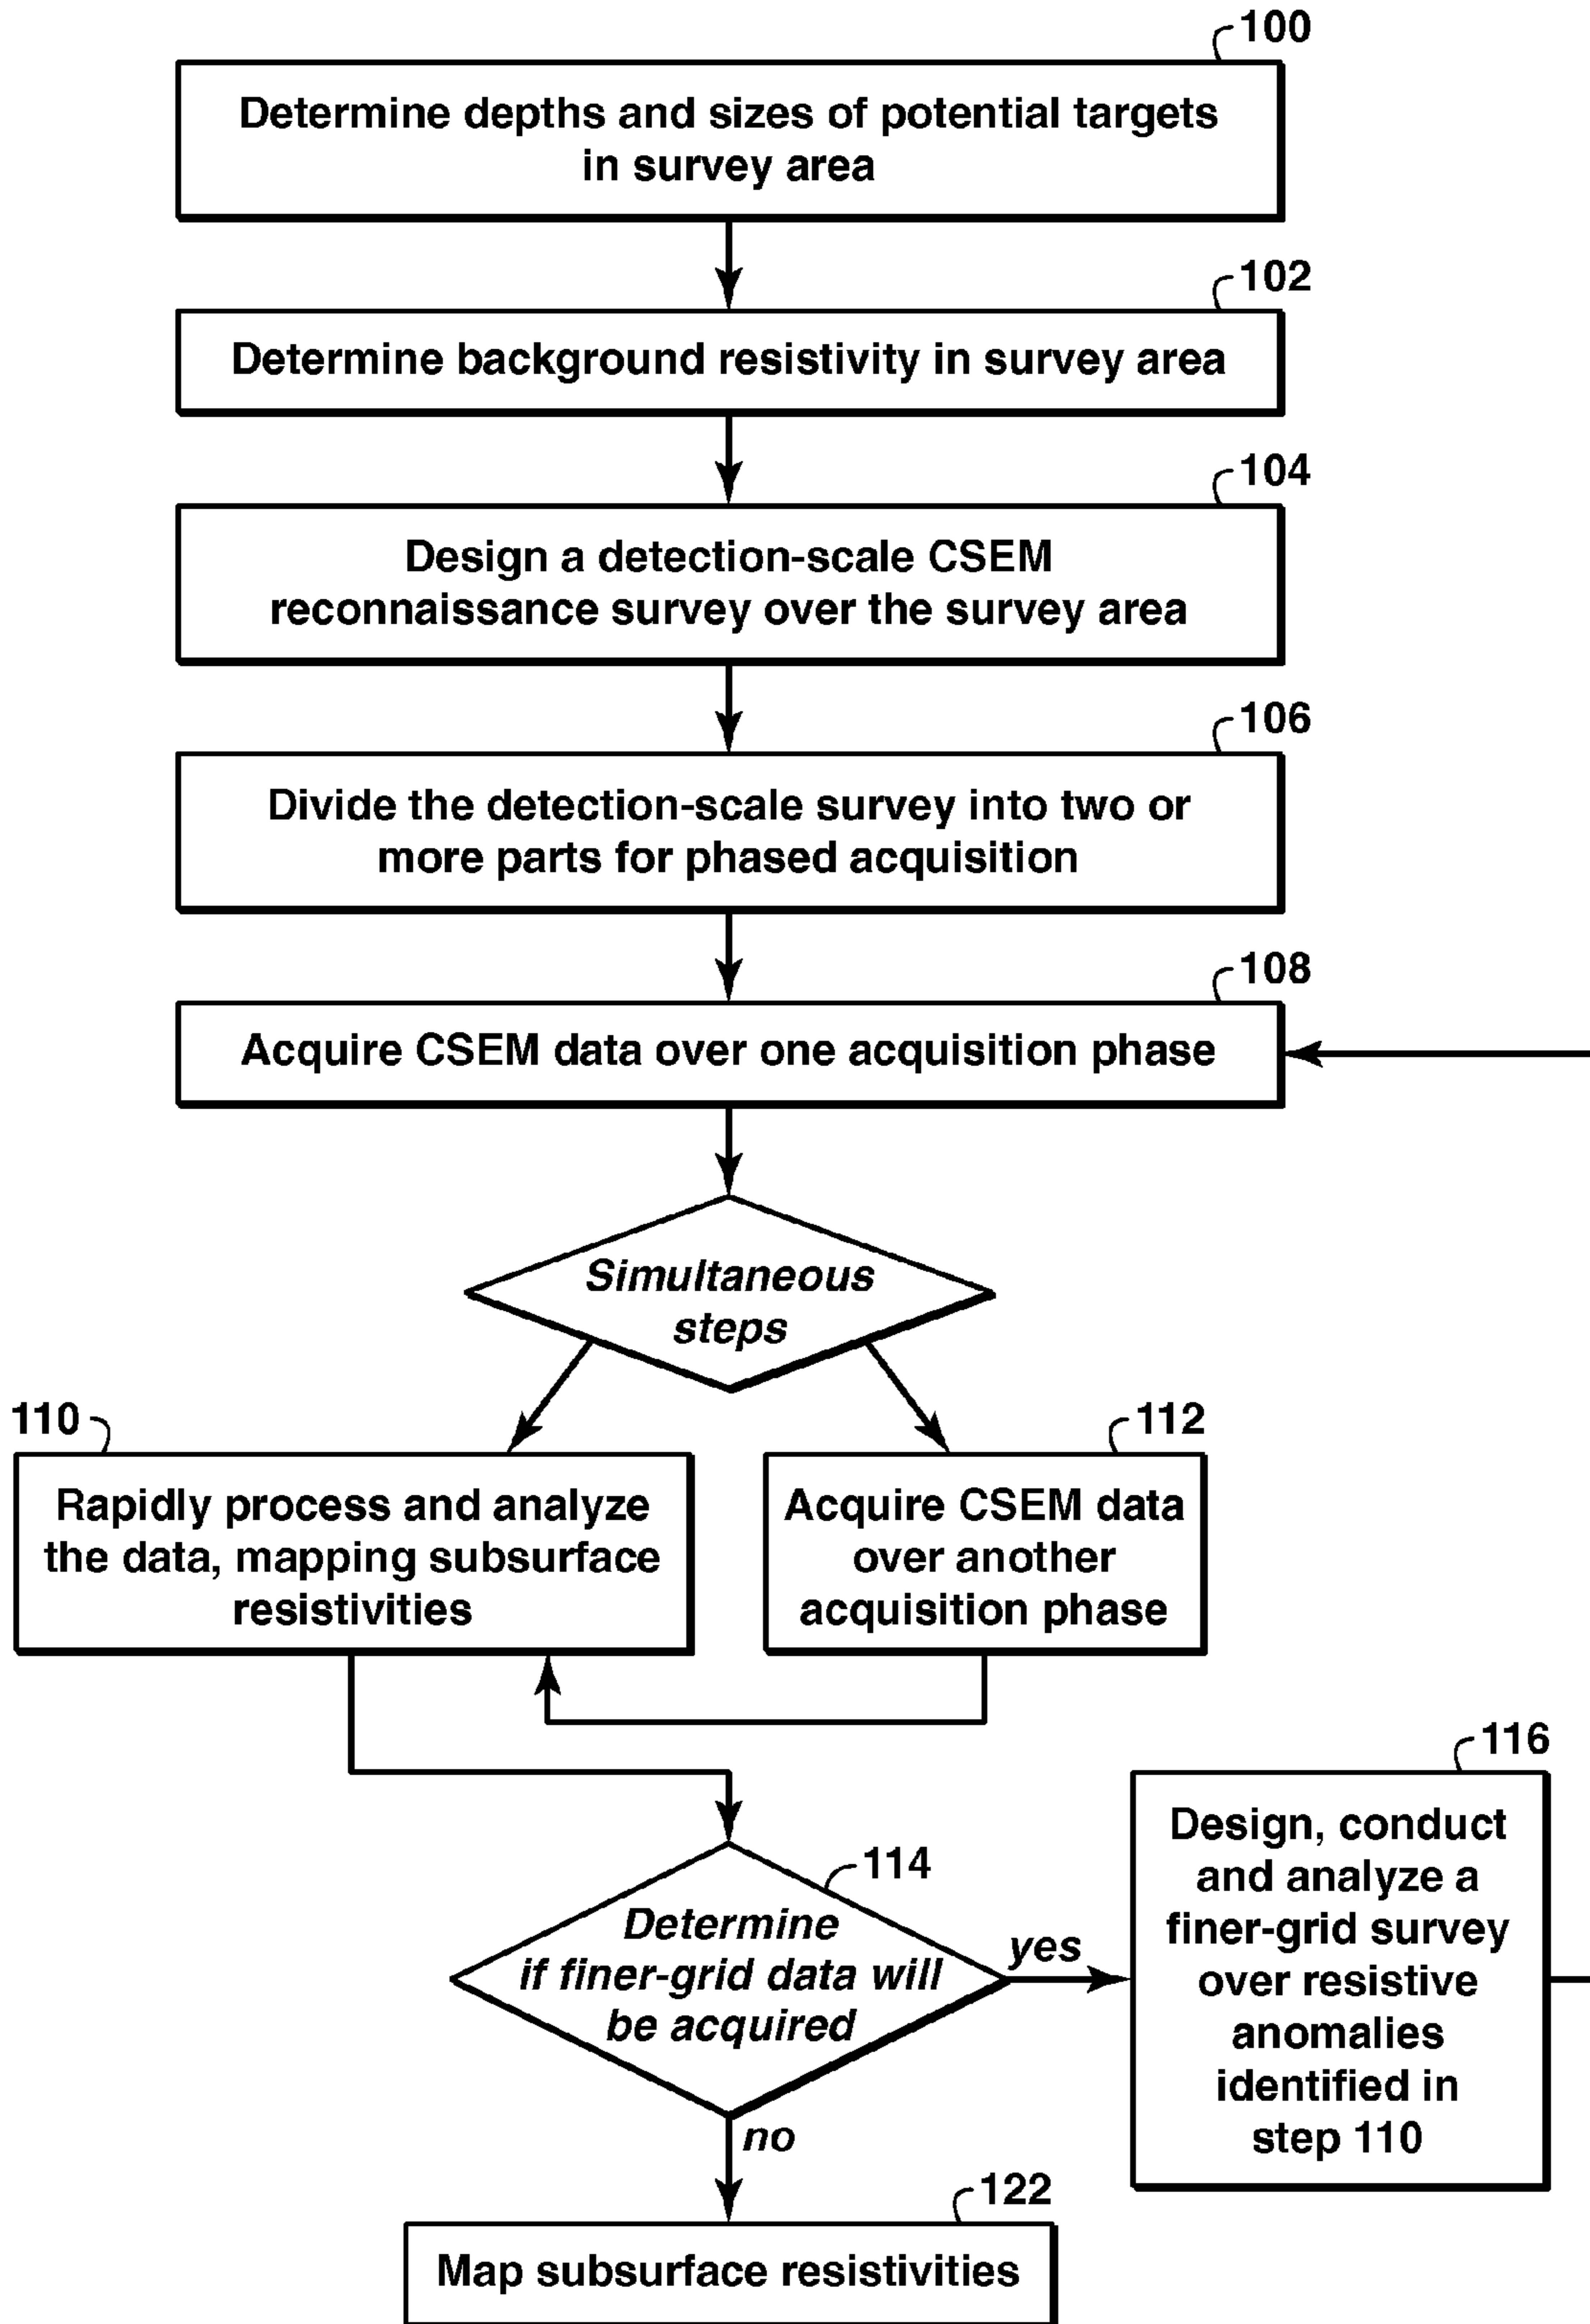 100
Determine depths and sizes of potential targets
in survey area
102
Determine background resistivity in survey area
104
Design a detection-scale CSEM
reconnaissance survey over the survey area
106
Divide the detection-scale survey into two or
more parts for phased acquisition
108
Acquire CSEM data over one acquisition phase
Simultaneous
steps
110
Rapidly process and analyze
the data, mapping subsurface
resistivities
112
Acquire CSEM data
over another
acquisition phase
114
Determine
if finer-grid data will
be acquired
yes
116
Design, conduct
and analyze a
finer-grid survey
over resistive
anomalies
identified in
step 110
no
122
Map subsurface resistivities